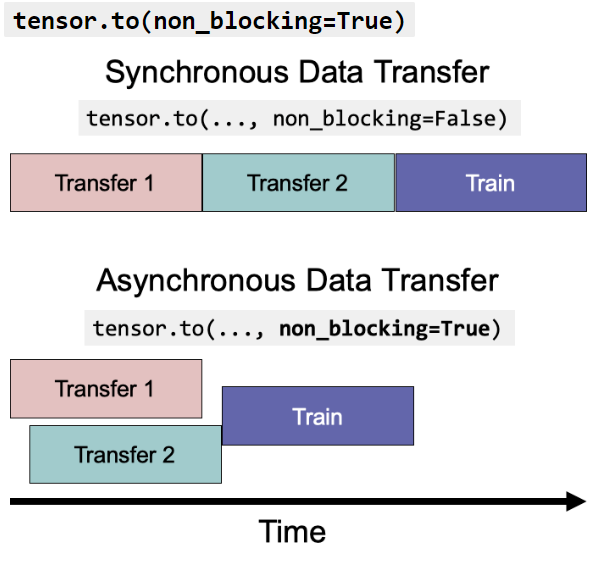 tensor.to(non_blocking=True)
Synchronous Data Transfer
tensor.to(..., non_blocking=False)
Transfer 1
Transfer 2
Train
Asynchronous Data Transfer
tensor.to(..., non_blocking=True)
Transfer 1
Train
Transfer 2
Time